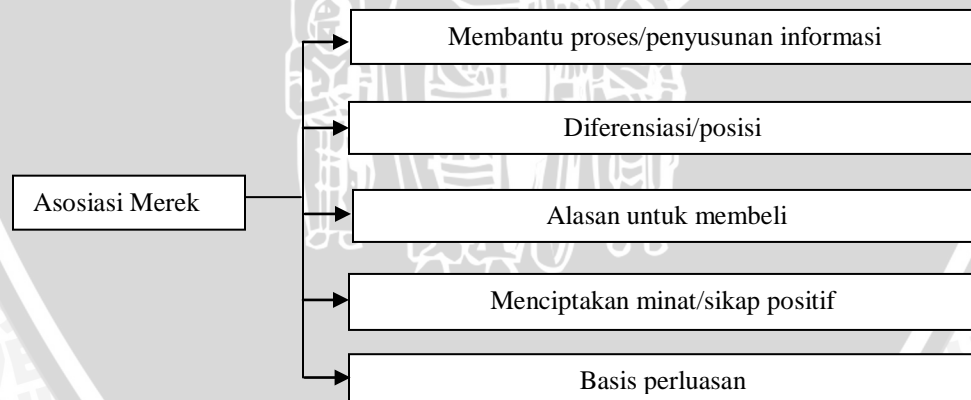 Membantu proses/penyusunan informasi
Diferensiasi/posisi
Asosiasi Merek
Alasan untuk membeli
Menciptakan minat/sikap positif
Basis perluasan